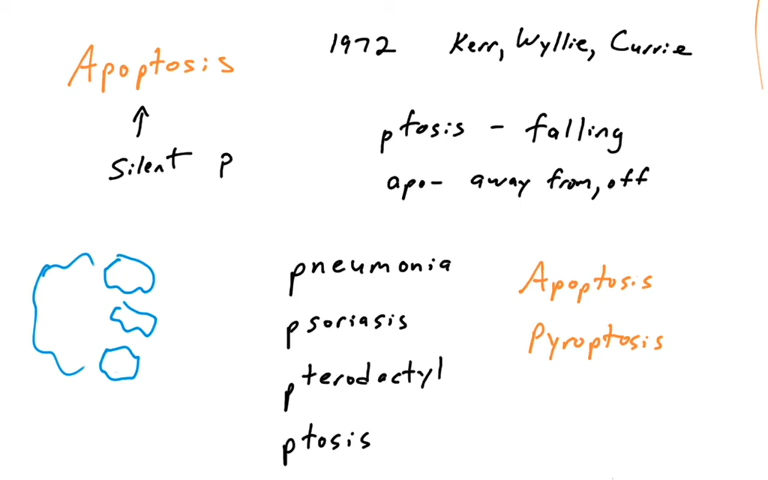 Apoptosis
1972 Kerr, Wyllie, Currie
Silent p
ptosis - falling
apo- away from, off
pneumonia
psoriasis
pterodactyl
ptosis
Apoptosis
Pyroptosis